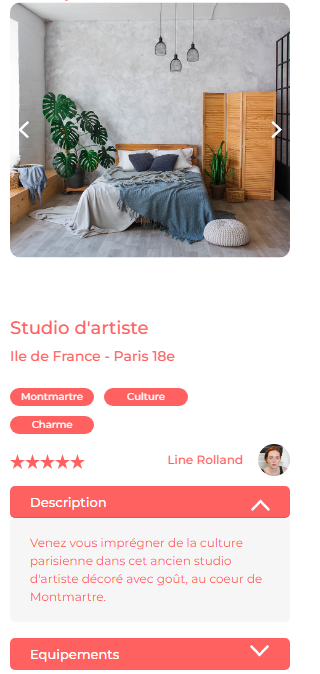 Studio d'artiste
Ile de France - Paris 18e
Montmartre
Culture
Charme
Line Rolland
Description
Venez vous imprégner de la culture
parisienne dans cet ancien studio
d'artiste décoré avec goût, au coeur de
Montmartre.
Equipements